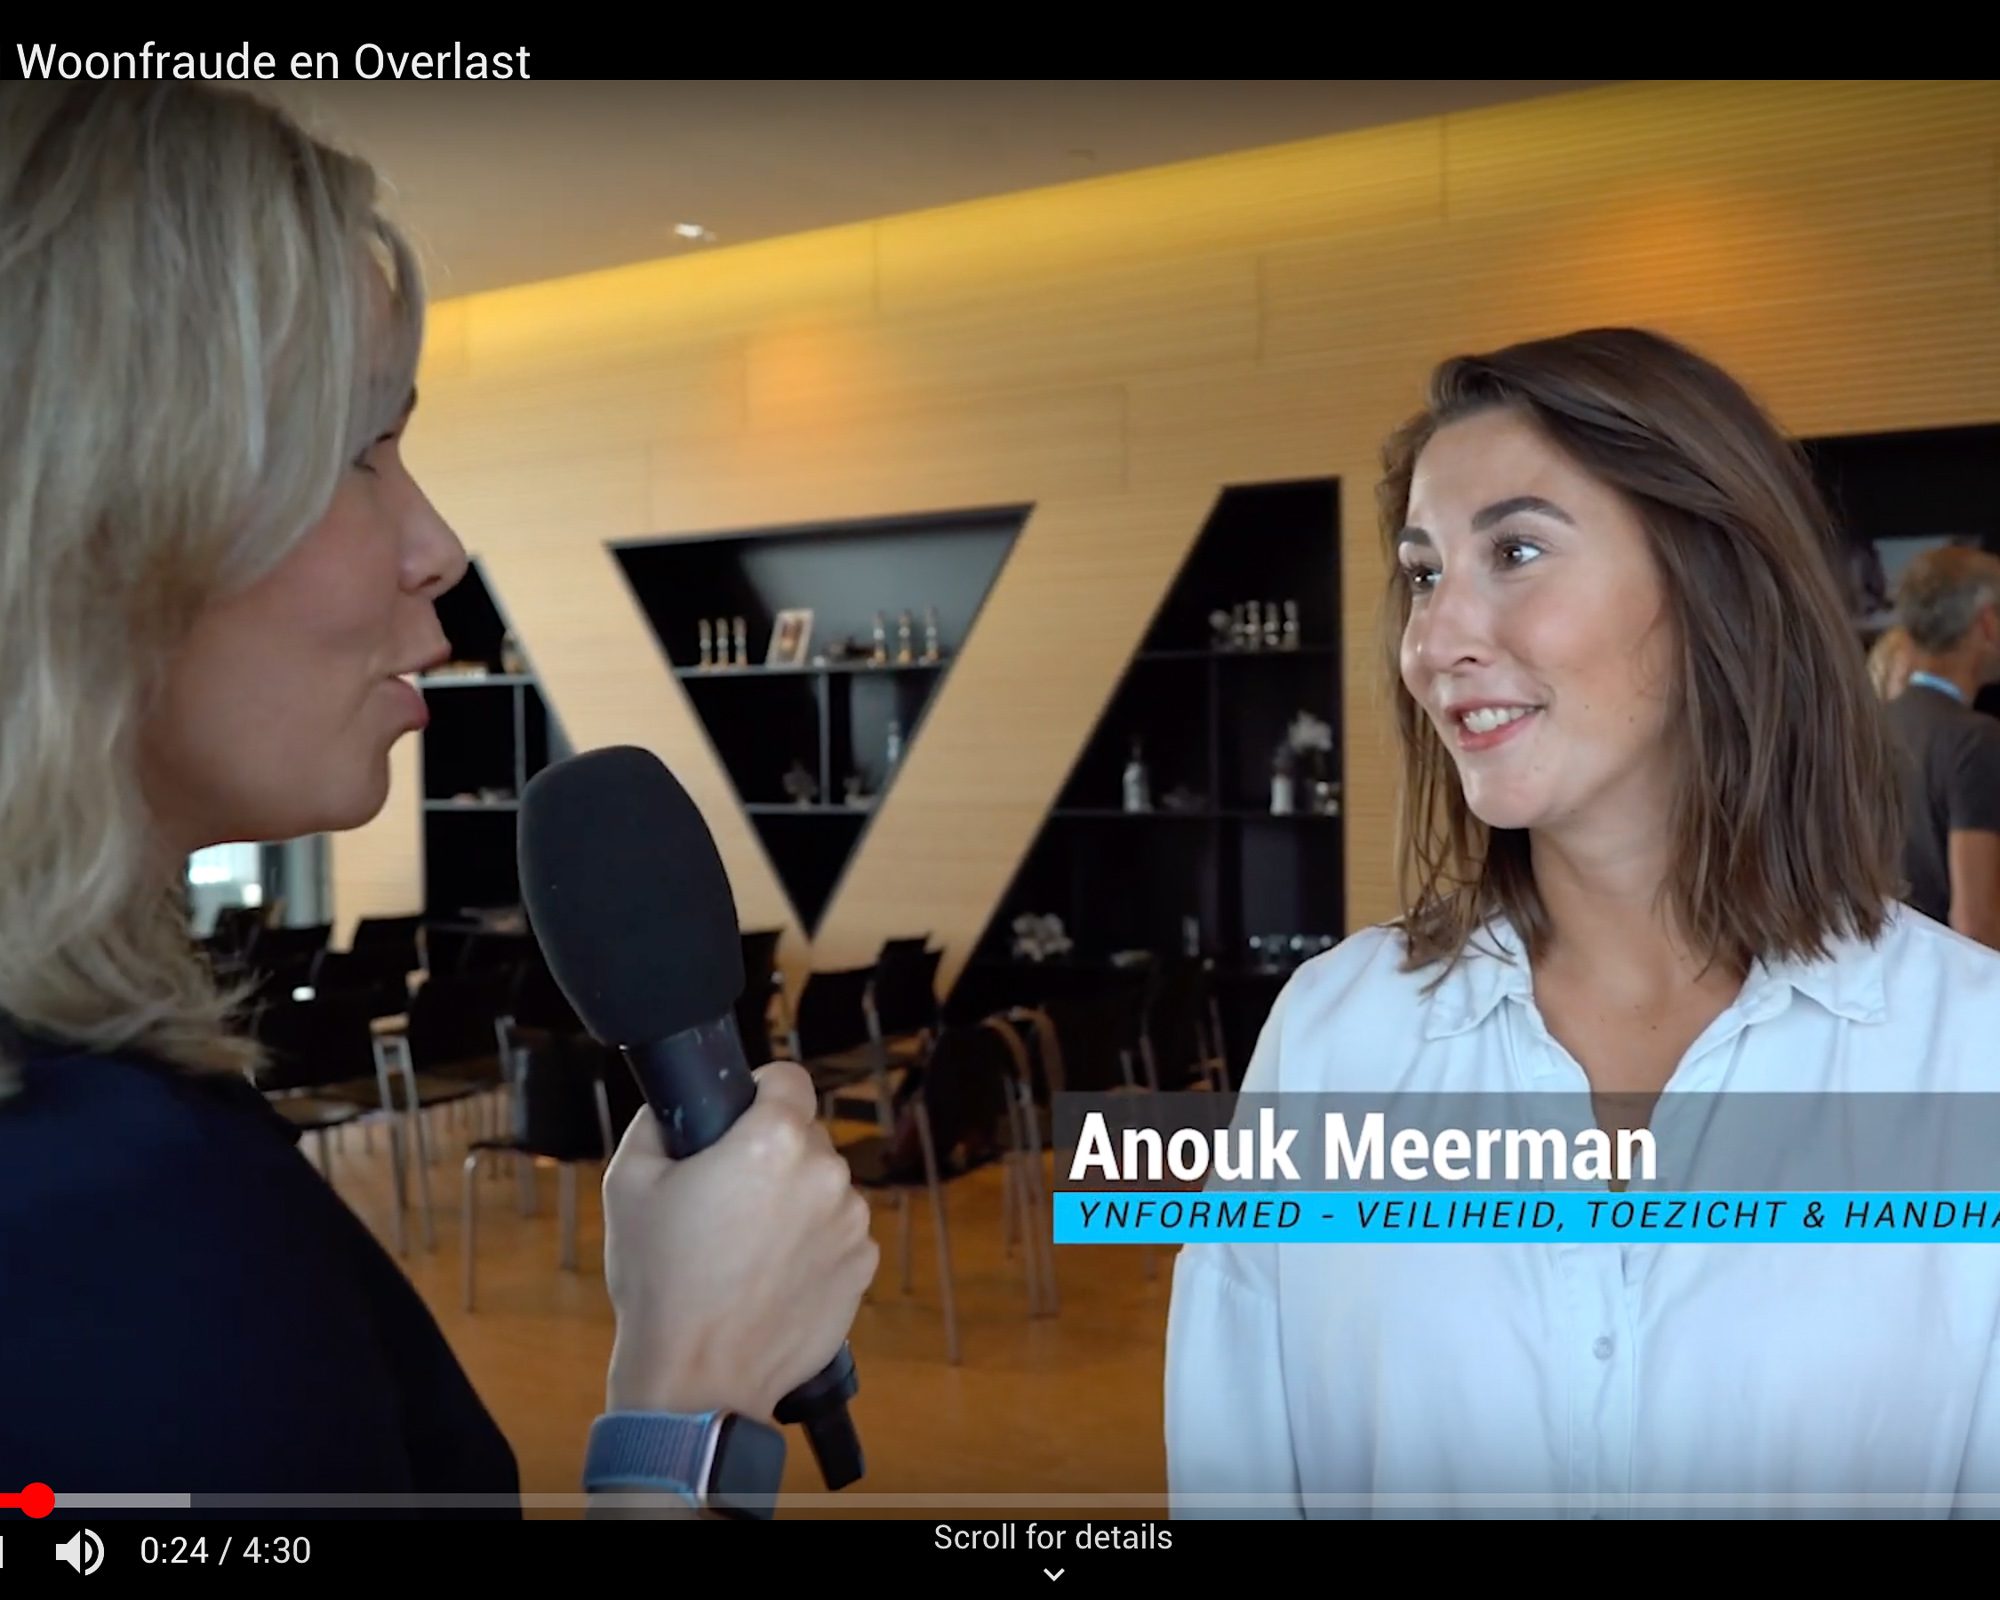 Woonfraude en Overlast
Anouk Meerman
YNFORMED - VEILIHEID, TOEZICHT & HANDHA
0:24 / 4:30
Scroll for details